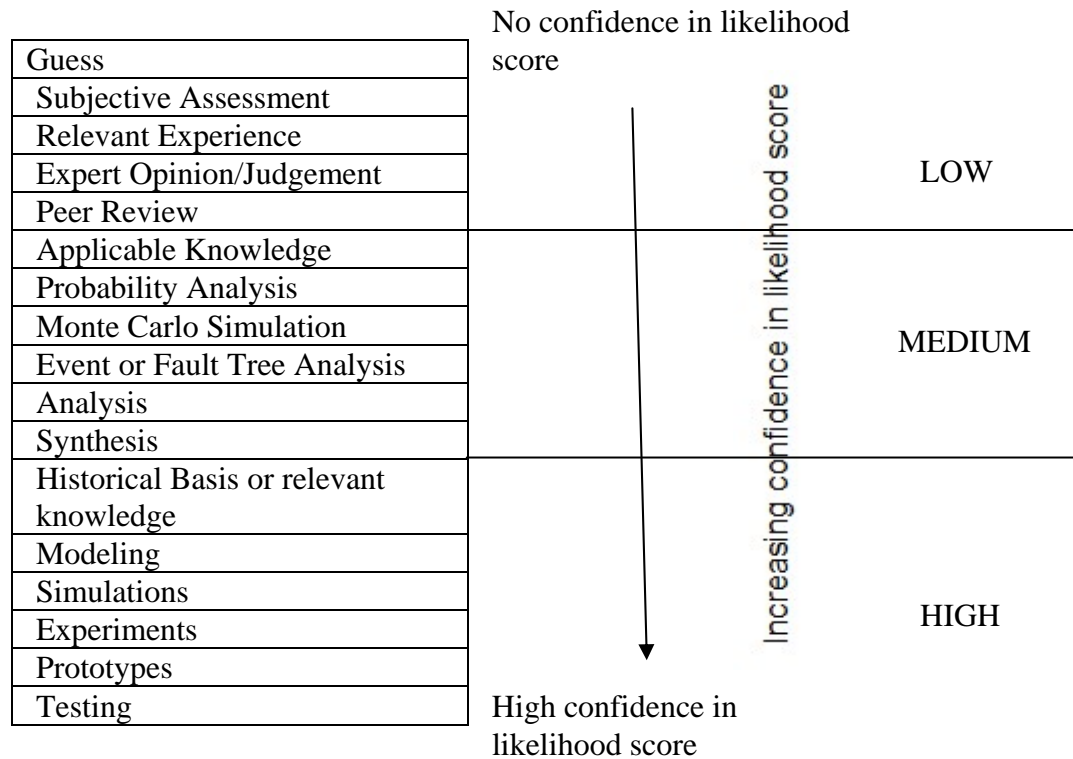 No confidence in likelihood
score
Guess
Subjective Assessment
Relevant Experience
Expert Opinion/Judgement
Peer Review
Applicable Knowledge
Probability Analysis
Monte Carlo Simulation
Event or Fault Tree Analysis
Analysis
Synthesis
Historical Basis or relevant
knowledge
Modeling
Simulations
Experiments
Prototypes
Testing
Increasing confidence in likelihood score
LOW
MEDIUM
HIGH
High confidence in
likelihood score